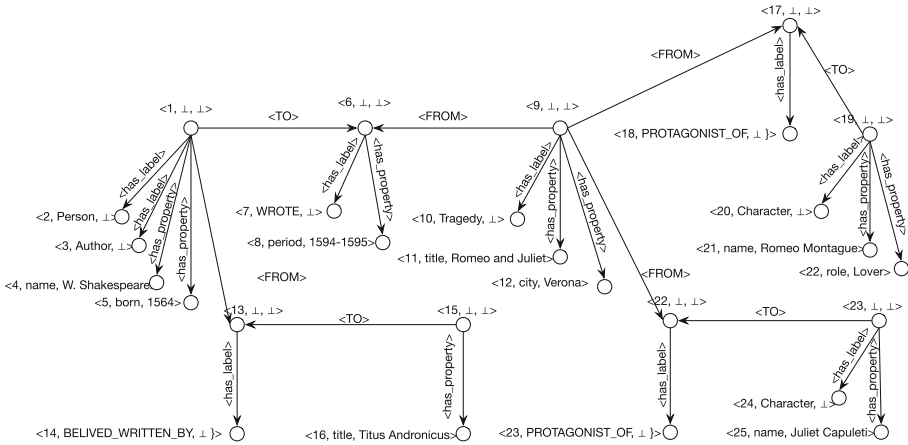 <17, ⊥, ⊥>
<FROM>
<has_label>
<TO>
<1, ⊥, ⊥>
<TO>
<6, ⊥, ⊥>
<FROM>
<9, ⊥, ⊥>
<19, ⊥, ⊥>
<18, PROTAGONIST_OF, ⊥ }>
<has_label>
<has_label>
<has_property>
<has_property>
<has_label>
<has_property>
<has_label>
<has_property>
<has_property>
<has_label>
<has_property>
<has_property>
<2, Person, ⊥>
<7, WROTE, ⊥>
<10, Tragedy, ⊥>
<20, Character, ⊥>
<3, Author, ⊥>
<8, period, 1594-1595>
<11, title, Romeo and Juliet>
<21, name, Romeo Montague>
<22, role, Lover>
<4, name, W. Shakespeare
<FROM>
<FROM>
<12, city, Verona>
<5, born, 1564>
<13, ⊥, ⊥>
<TO>
<15, ⊥, ⊥>
<22, ⊥, ⊥>
<TO>
<23, ⊥, ⊥>
<has_label>
<has_property>
<has_label>
<has_label>
<has_property>
<24, Character, ⊥>
<14, BELIVED_WRITTEN_BY, ⊥ }>
<16, title, Titus Andronicus>
<23, PROTAGONIST_OF, ⊥ }>
<25, name, Juliet Capuleti>